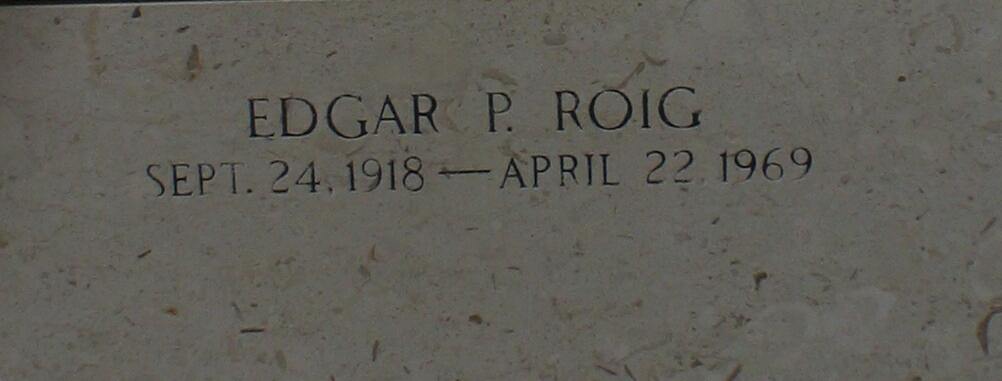 EDGAR P. ROIG
SEPT. 24, 1918 — APRIL 22, 1969